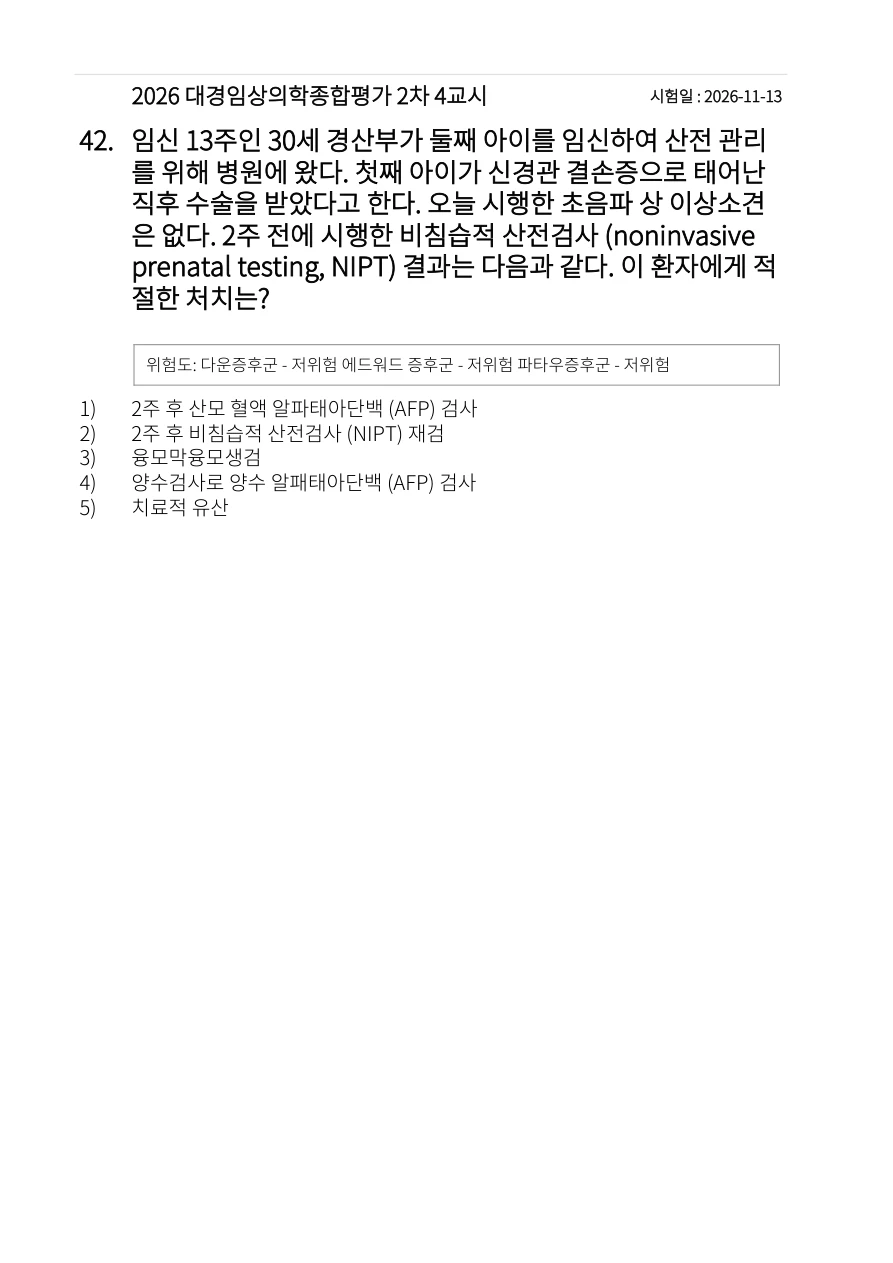 2026 대경임상의학종합평가 2차 4교시
시험일 : 2026-11-13
42. 임신 13주인 30세 경산부가 둘째 아이를 임신하여 산전 관리
를 위해 병원에 왔다. 첫째 아이가 신경관 결손증으로 태어난
직후 수술을 받았다고 한다. 오늘 시행한 초음파 상 이상소견
은 없다. 2주 전에 시행한 비침습적 산전검사 (noninvasive
prenatal testing, NIPT) 결과는 다음과 같다. 이 환자에게 적
절한 처치는?
위험도: 다운증후군 - 저위험 에드워드 증후군 - 저위험 파타우증후군 - 저위험
1) 2주 후 산모 혈액 알파태아단백 (AFP) 검사
2) 2주 후 비침습적 산전검사 (NIPT) 재검
3) 융모막융모생검
4) 양수검사로 양수 알패태아단백 (AFP) 검사
5) 치료적 유산